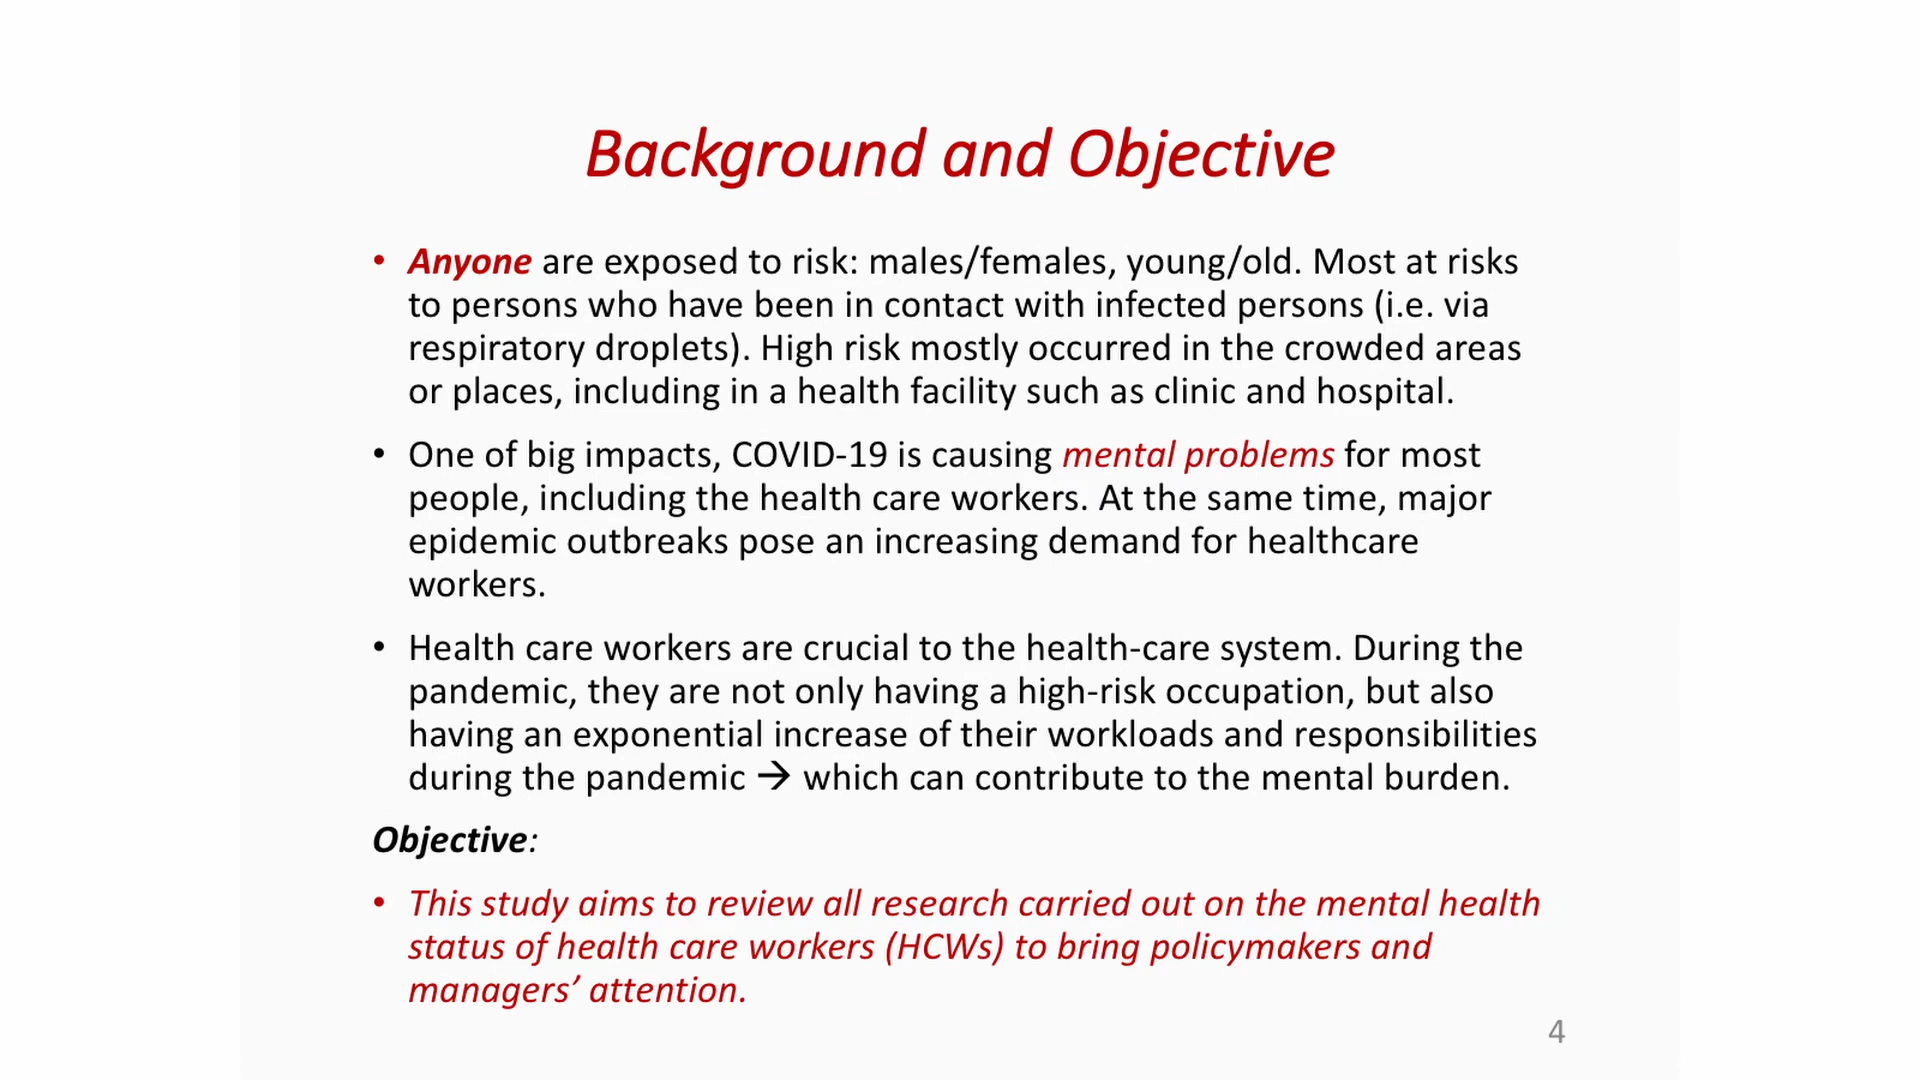 Background and Objective
• Anyone are exposed to risk: males/females, young/old. Most at risks
to persons who have been in contact with infected persons (i.e. via
respiratory droplets). High risk mostly occurred in the crowded areas
or places, including in a health facility such as clinic and hospital.
• One of big impacts, COVID-19 is causing mental problems for most
people, including the health care workers. At the same time, major
epidemic outbreaks pose an increasing demand for healthcare
workers.
• Health care workers are crucial to the health-care system. During the
pandemic, they are not only having a high-risk occupation, but also
having an exponential increase of their workloads and responsibilities
during the pandemic → which can contribute to the mental burden.
Objective:
• This study aims to review all research carried out on the mental health
status of health care workers (HCWs) to bring policymakers and
managers’ attention.
4